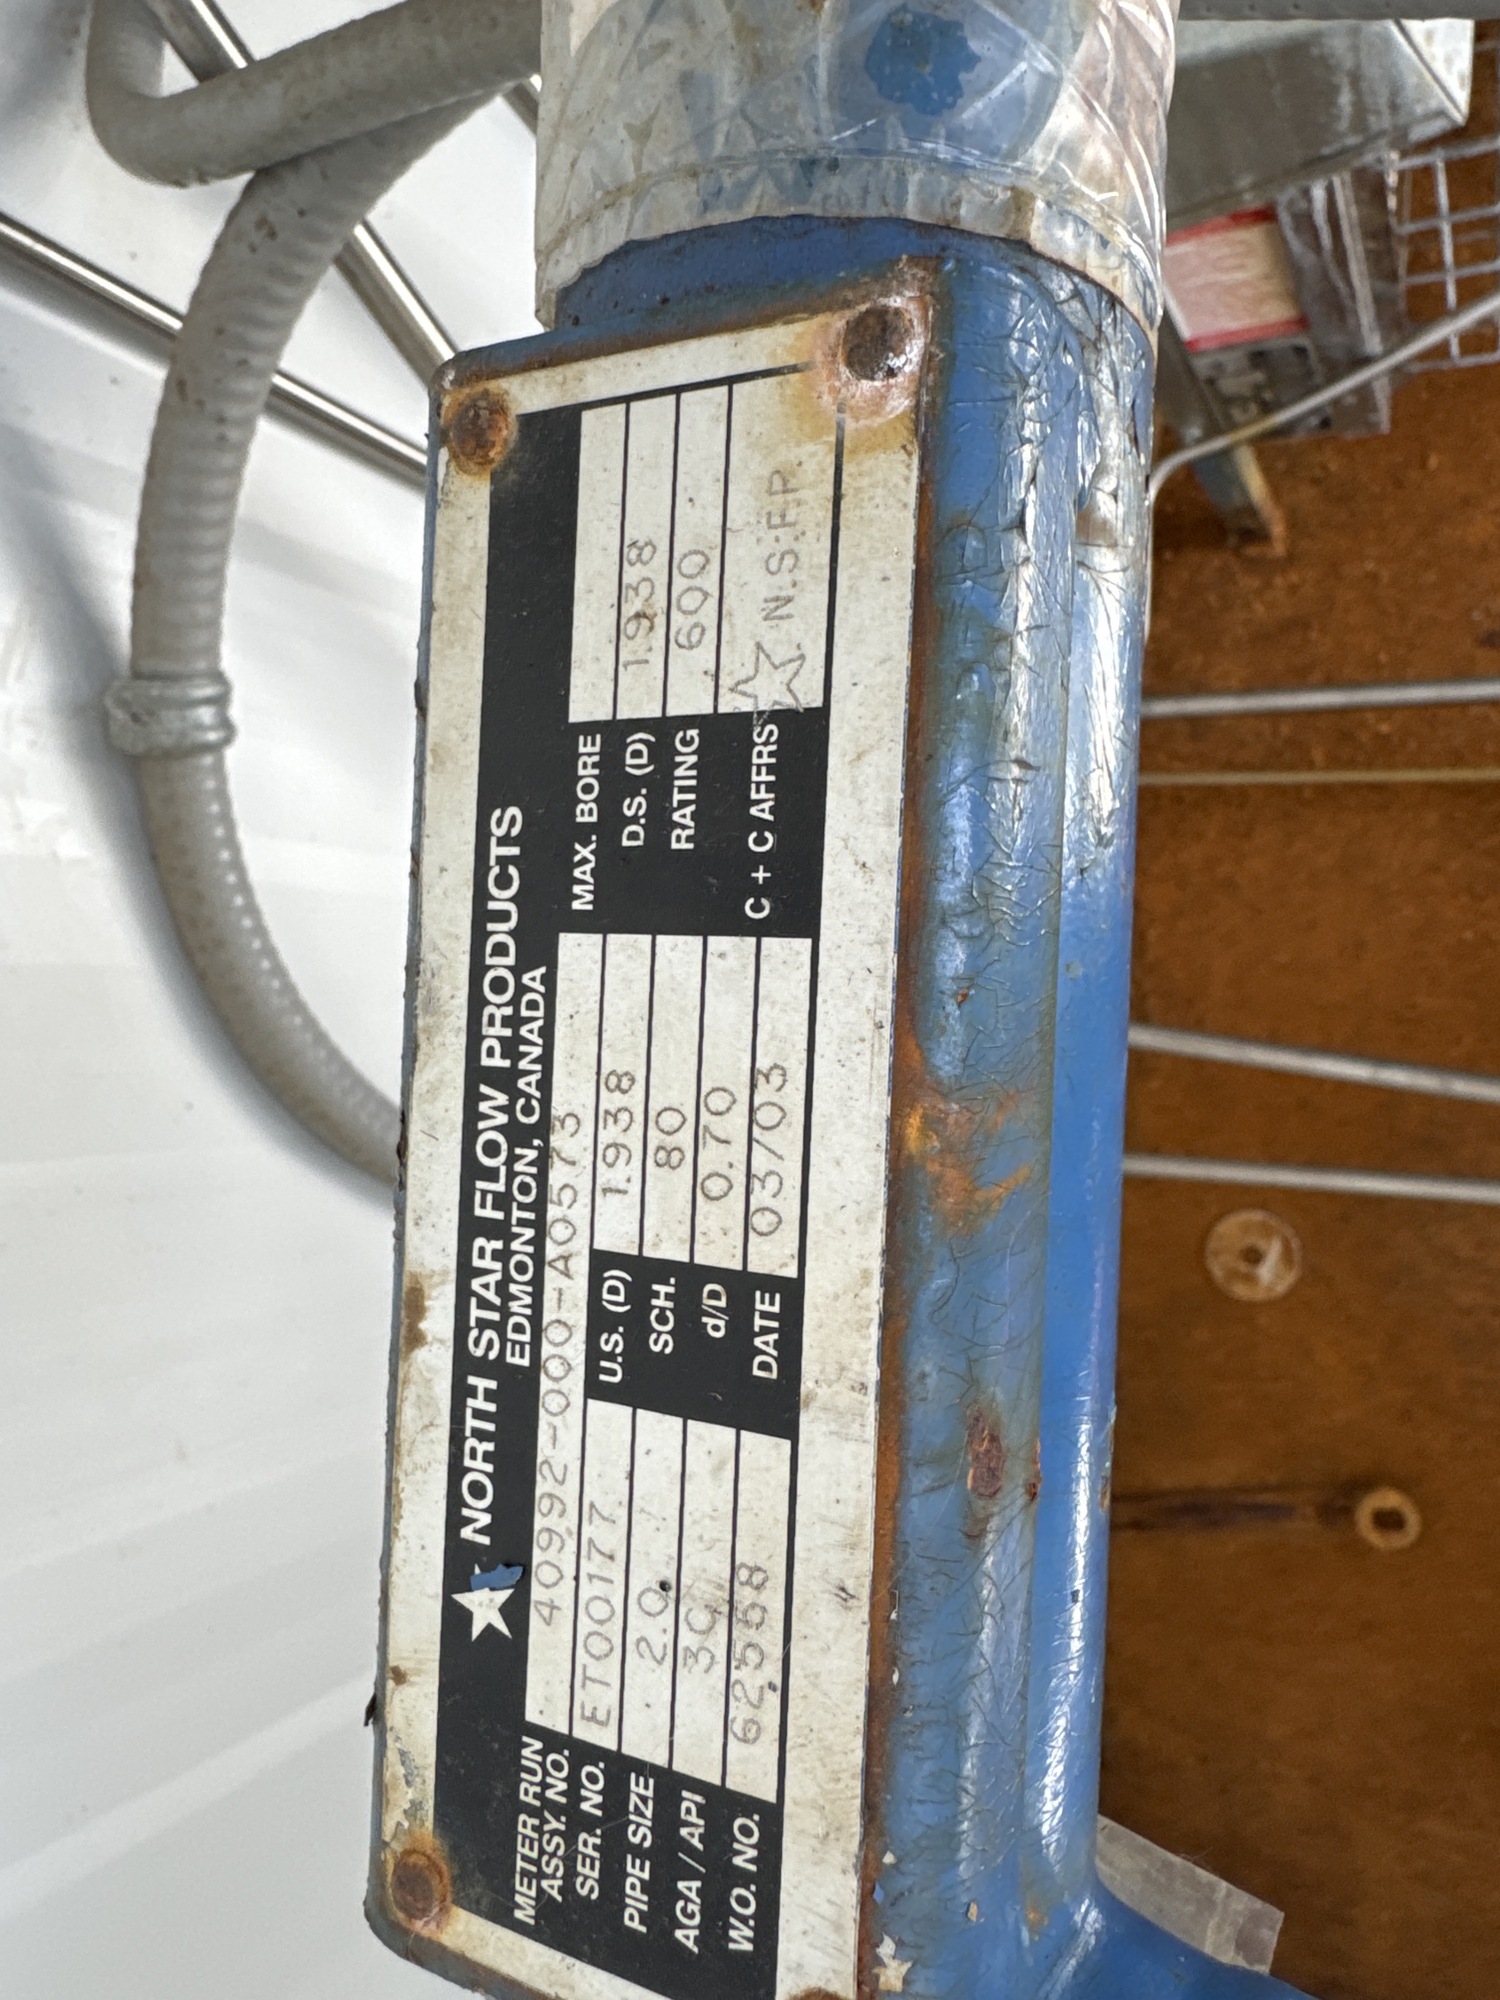 NORTH STAR FLOW PRODUCTS
EDMONTON, CANADA
METER RUN ASSY. NO. 40992-000-A0573
SER. NO. ET00177 U.S. (D) 1.938 MAX. BORE
PIPE SIZE 2.0 SCH. 80 D.S. (D) 1.938
AGA / API d/D 0.70 RATING 600
W.O. NO. 62558 DATE 03/03 C + C AFFRS N.S.F.P